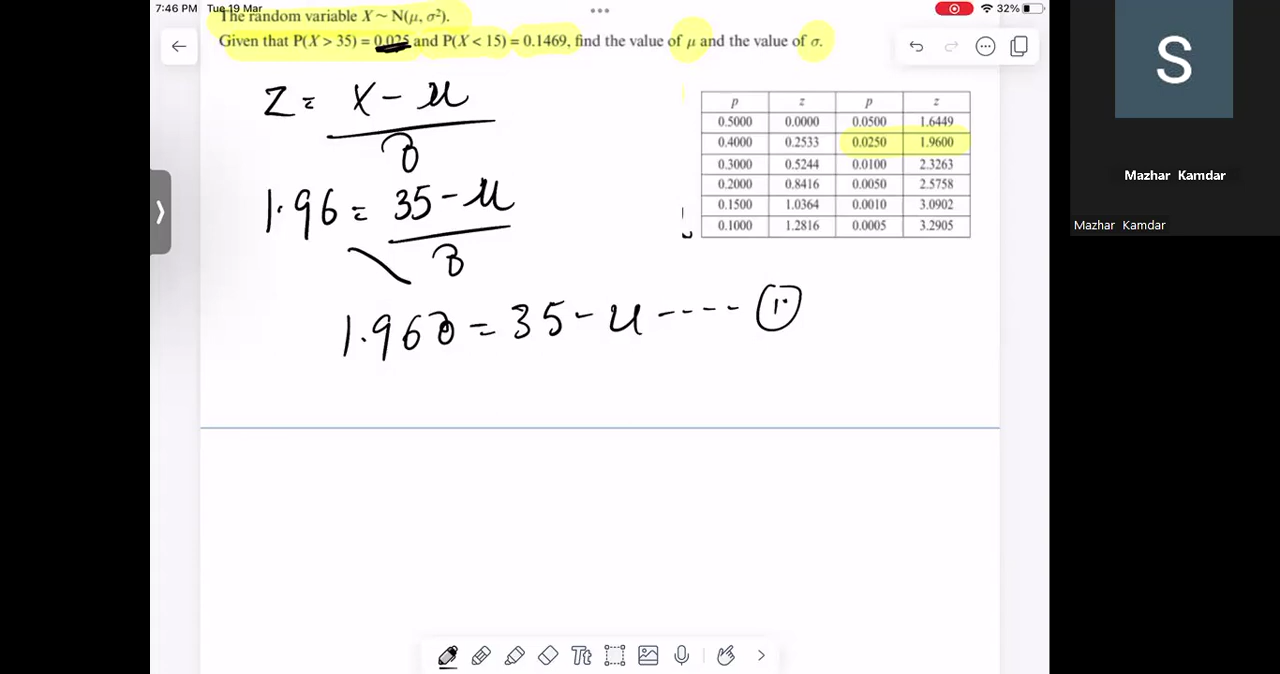 7:46 PM Tue 19 Mar
32%
The random variable X ~ N(μ, σ²).
Given that P(X > 35) = 0.025 and P(X < 15) = 0.1469, find the value of μ and the value of σ.
Z = X - μ / σ
1.96 = 35 - μ / σ
1.96σ = 35 - μ ---- ①
p z p z
0.5000 0.0000 0.0500 1.6449
0.4000 0.2533 0.0250 1.9600
0.3000 0.5244 0.0100 2.3263
0.2000 0.8416 0.0050 2.5758
0.1500 1.0364 0.0010 3.0902
0.1000 1.2816 0.0005 3.2905
Tt
S
Mazhar Kamdar
Mazhar Kamdar